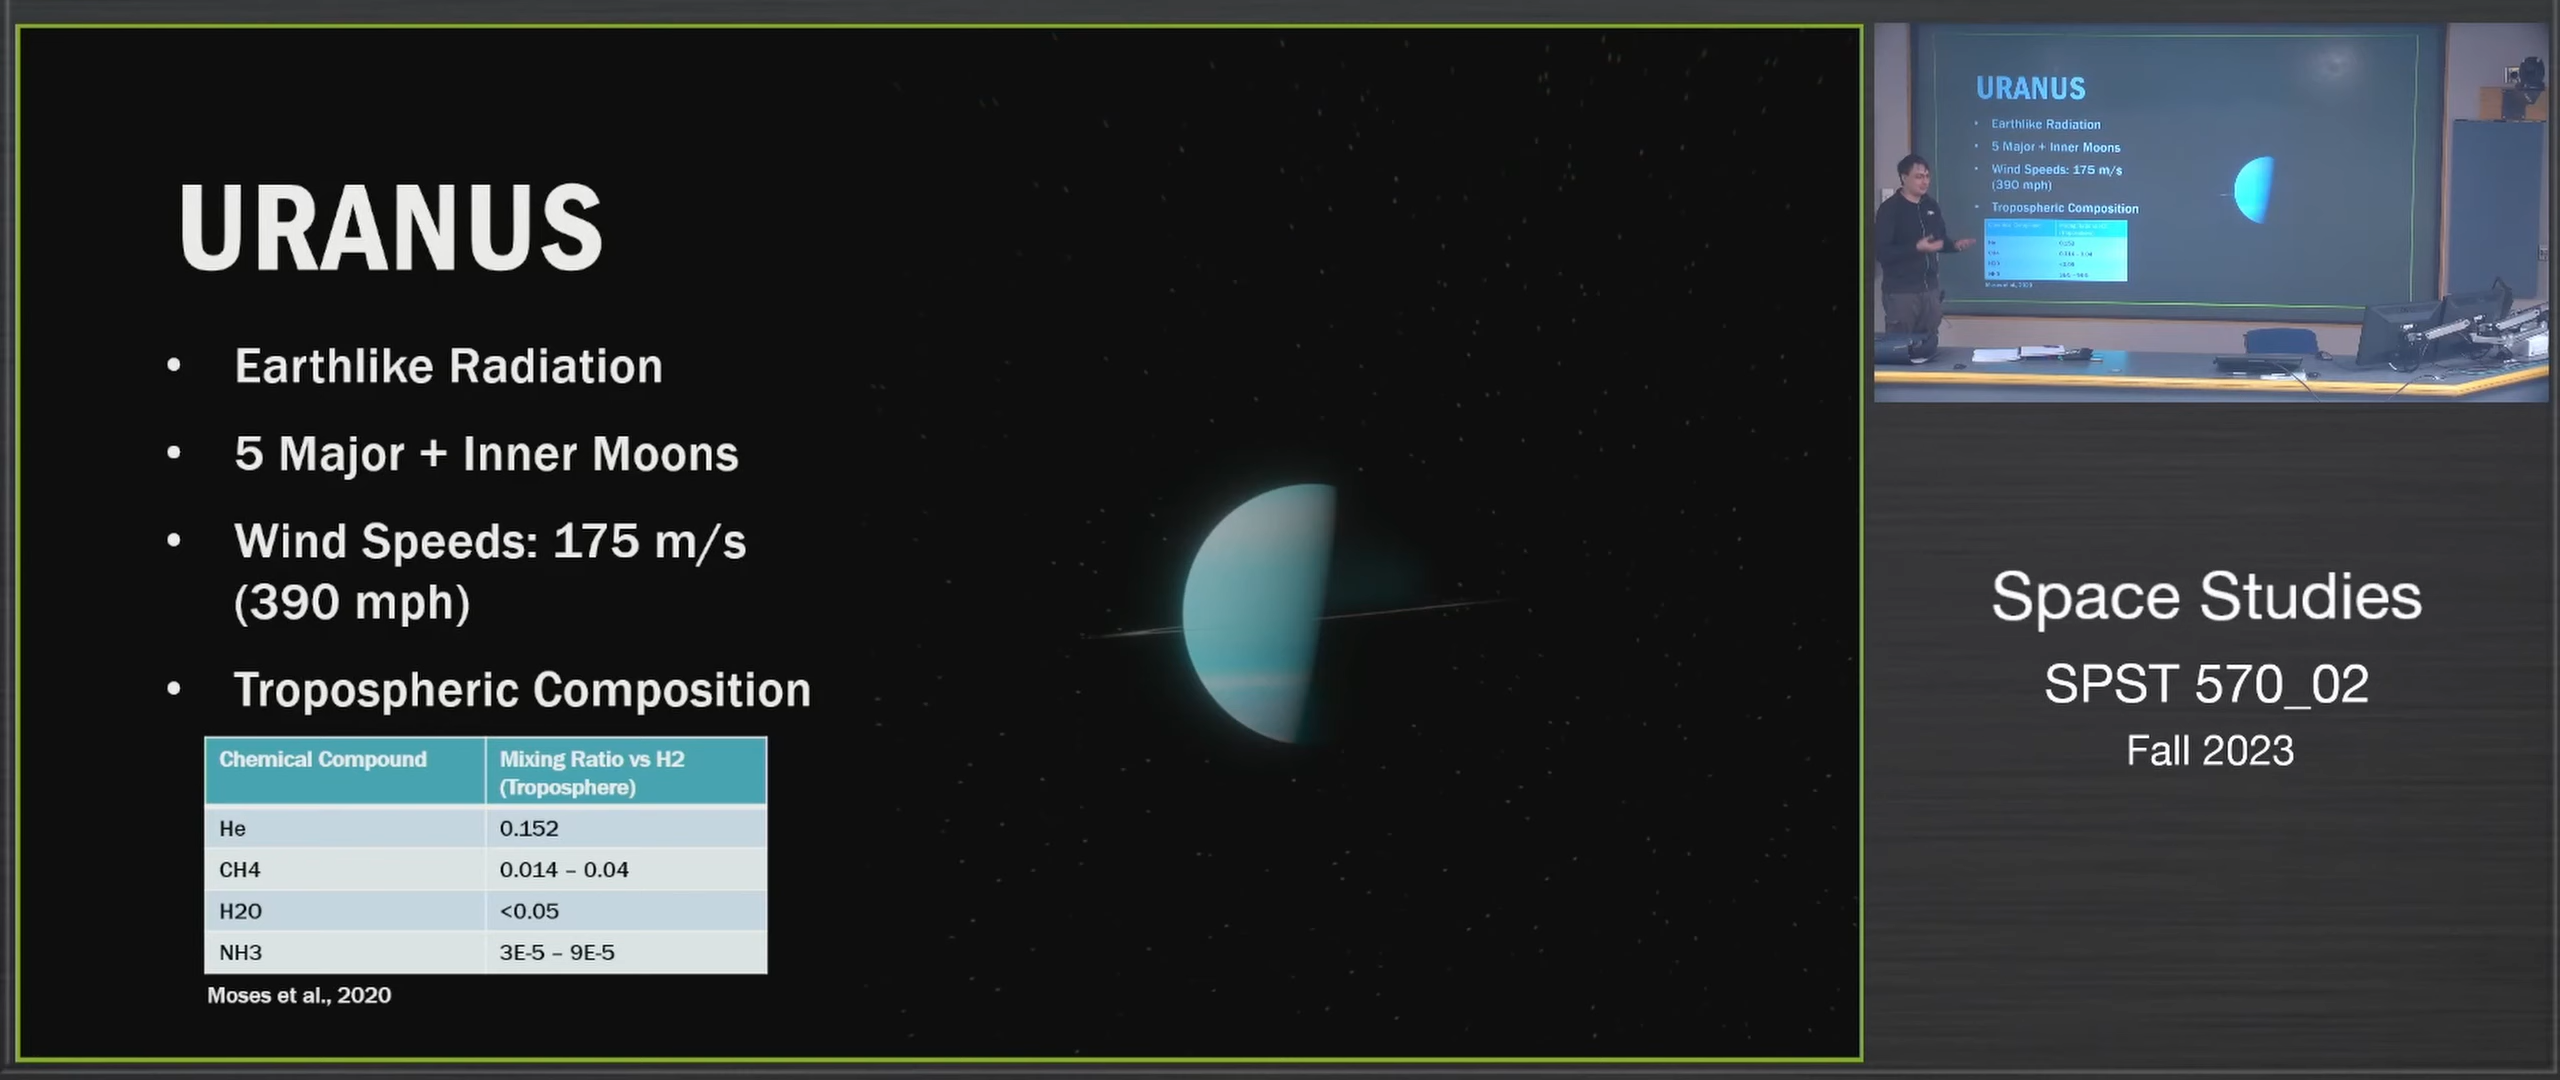 URANUS
• Earthlike Radiation
• 5 Major + Inner Moons
• Wind Speeds: 175 m/s
(390 mph)
• Tropospheric Composition
Chemical Compound Mixing Ratio vs H2
(Troposphere)
He 0.152
CH4 0.014 – 0.04
H2O <0.05
NH3 3E-5 – 9E-5
Moses et al., 2020
URANUS
• Earthlike Radiation
• 5 Major + Inner Moons
• Wind Speeds: 175 m/s
(390 mph)
• Tropospheric Composition
Space Studies
SPST 570_02
Fall 2023